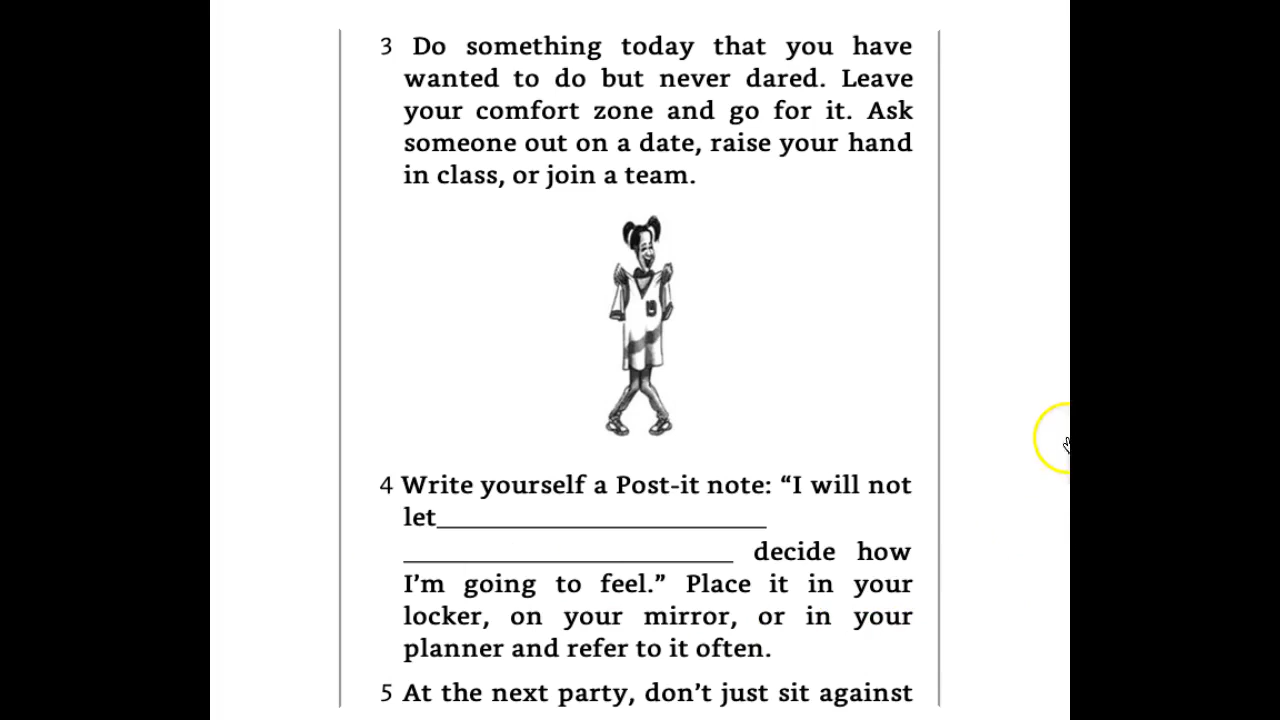 3 Do something today that you have
wanted to do but never dared. Leave
your comfort zone and go for it. Ask
someone out on a date, raise your hand
in class, or join a team.
4 Write yourself a Post-it note: “I will not
let_______________________
_______________________ decide how
I’m going to feel.” Place it in your
locker, on your mirror, or in your
planner and refer to it often.
5 At the next party, don’t just sit against